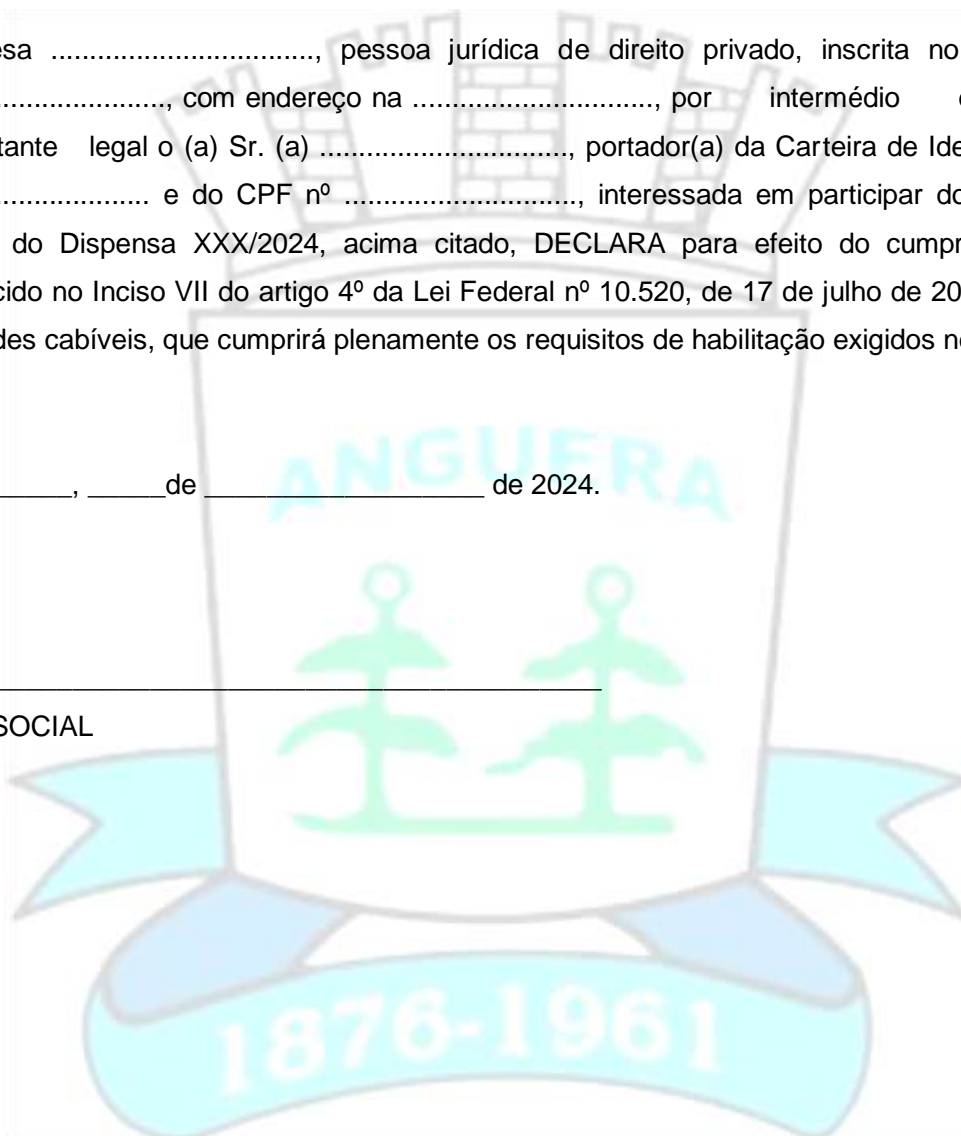 esa .................................., pessoa jurídica de direito privado, inscrita no
......................, com endereço na ..............................., por intermédio
tante legal o (a) Sr. (a) ................................, portador(a) da Carteira de Ide
.................... e do CPF nº .............................., interessada em participar do
do Dispensa XXX/2024, acima citado, DECLARA para efeito do cumpr
cido no Inciso VII do artigo 4º da Lei Federal nº 10.520, de 17 de julho de 20
des cabíveis, que cumprirá plenamente os requisitos de habilitação exigidos n
ANGUERA
_____, _____de __________________ de 2024.
_______________________________________
SOCIAL
1876-1961